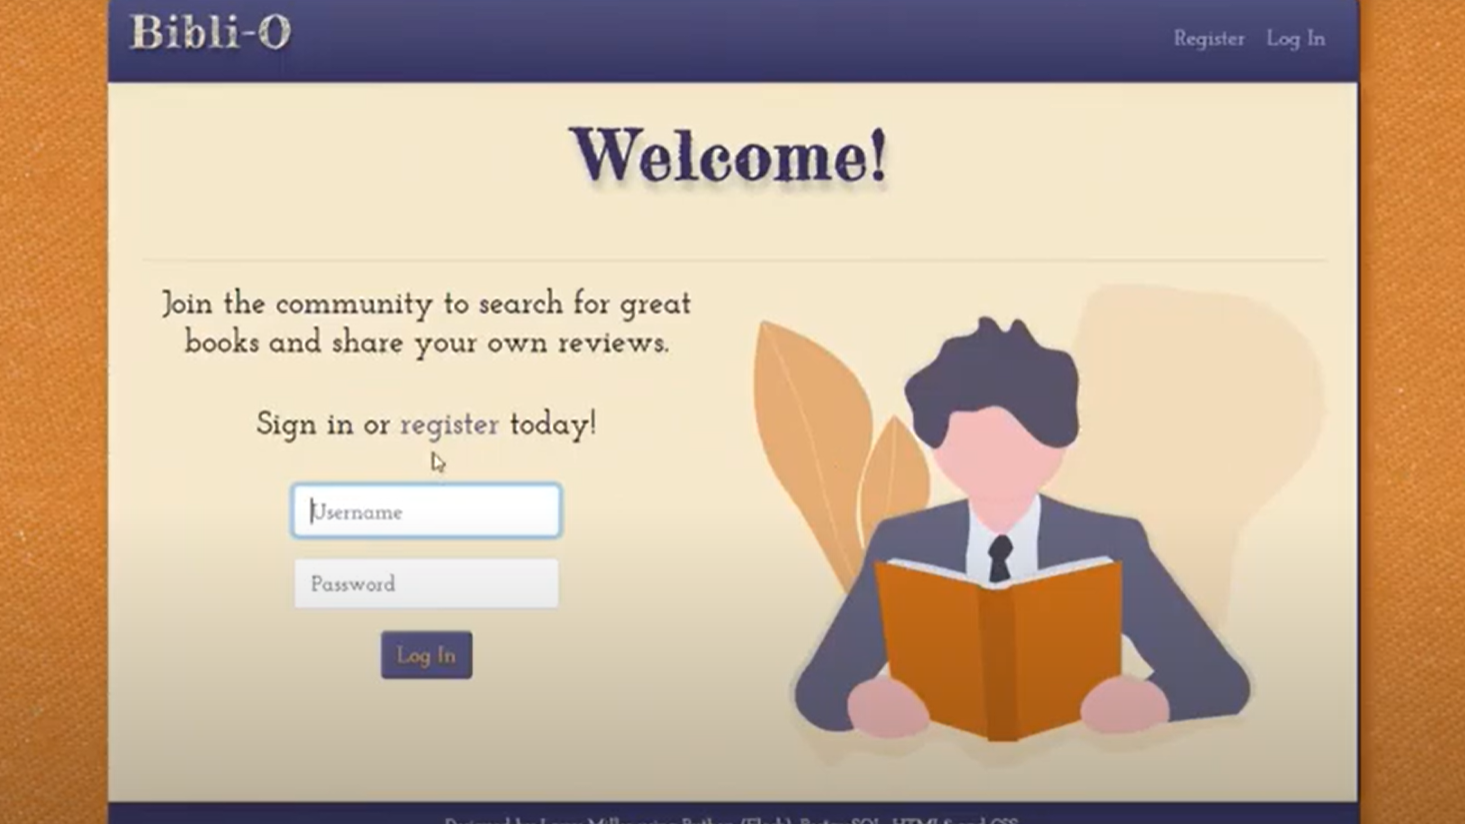 Bibli-O
Register Log In
Welcome!
Join the community to search for great
books and share your own reviews.
Sign in or register today!
Username
Password
Log In